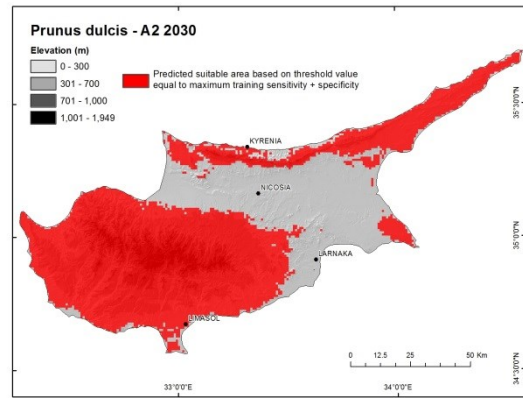 Prunus dulcis - A2 2030
Elevation (m)
0 - 300
301 - 700
701 - 1,000
1,001 - 1,949
Predicted suitable area based on threshold value
equal to maximum training sensitivity + specificity
KYRENIA
NICOSIA
LARNAKA
LIMASOL
35°30'N
35°0'0"N
34°30'N
0 12.5 25 50 Km
33°0'0"E 34°0'0"E